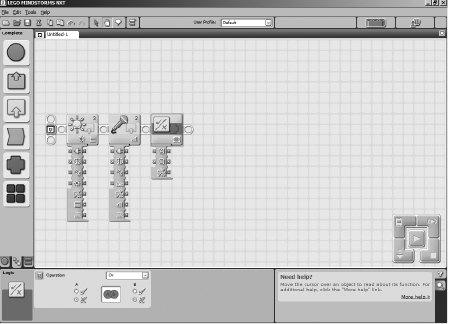 LEGO MINDSTORMS NXT
File Edit Tools Help
User Profile: Default
Complete
Untitled-1
3
2
Logic
Operation
Or
A
B
Need help?
Move the cursor over an object to read about its function. For
additional help, click the "More help" link.
More help »